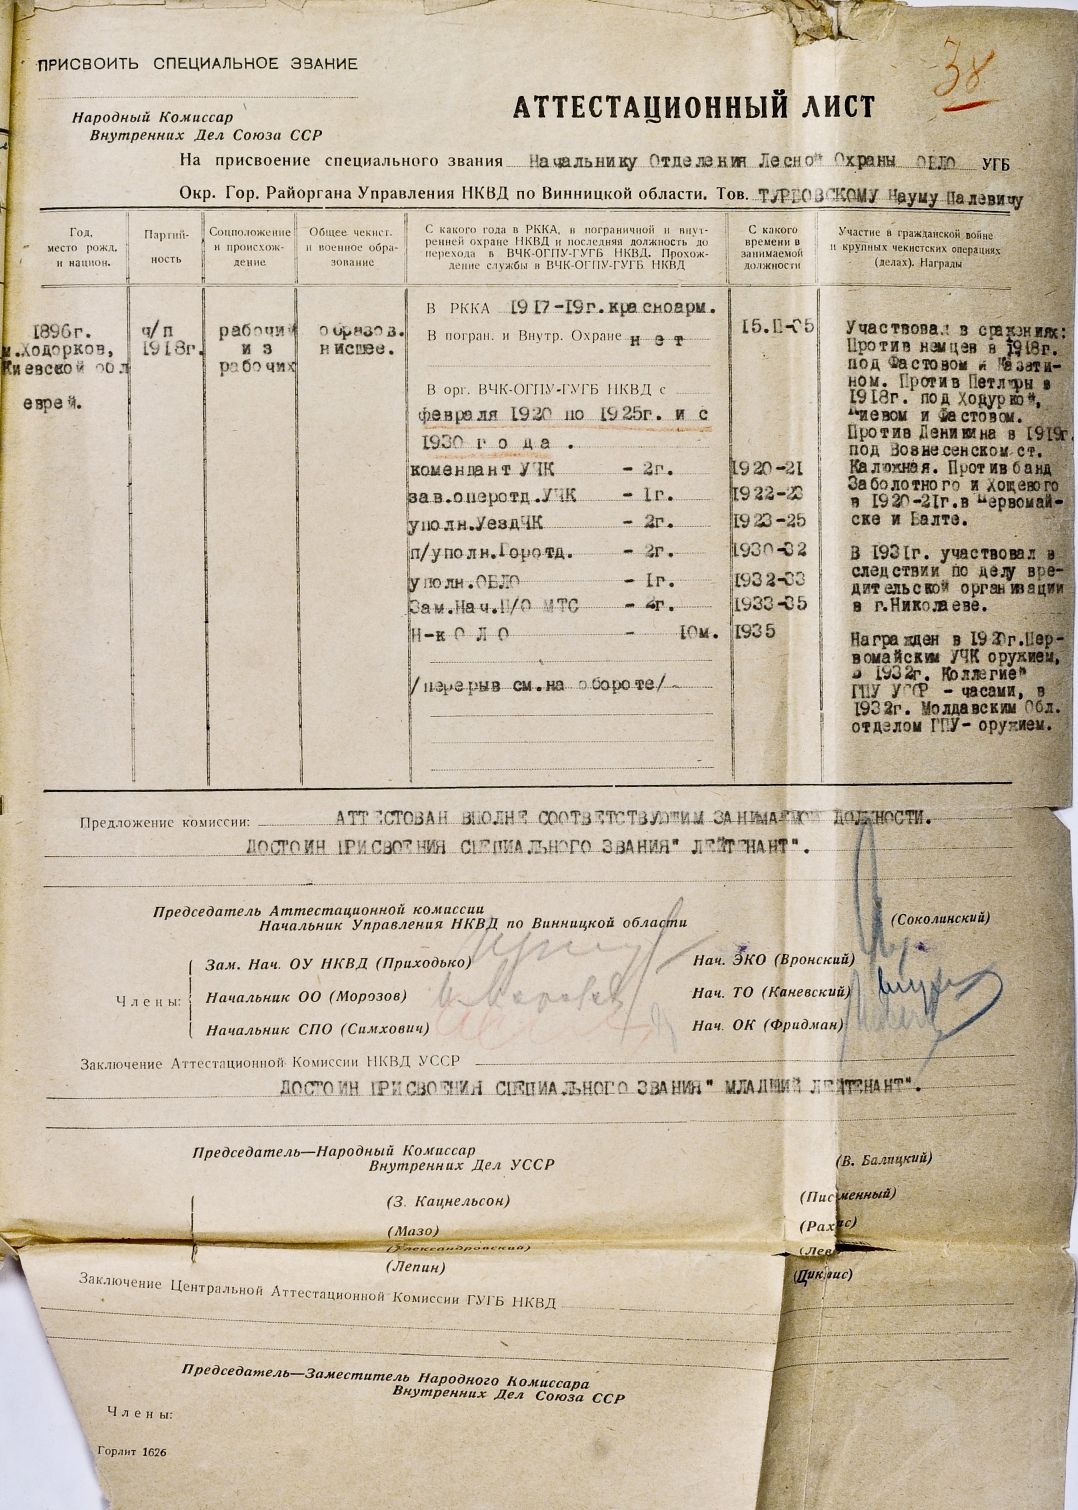 38
ПРИСВОИТЬ СПЕЦИАЛЬНОЕ ЗВАНИЕ
Народный Комиссар
Внутренних Дел Союза ССР
АТТЕСТАЦИОННЫЙ ЛИСТ
На присвоение специального звания Начальнику Отделения Лесной Охраны ОБЛО УГБ
Окр. Гор. Райоргана Управления НКВД по Винницкой области. Тов. ТУРБОВСКОМУ Науму Палевичу
Год,
место рожд.
и национ.
Партий-
ность
Соцположение
и происхож-
дение
Общее чекист.
и военное обра-
зование
С какого года в РККА, в пограничной и внут-
ренней охране НКВД и последняя должность до
перехода в ВЧК-ОГПУ-ГУГБ НКВД. Прохож-
дение службы в ВЧК-ОГПУ-ГУГБ НКВД
С какого
времени в
занимаемой
должности
Участие в гражданской войне
и крупных чекистских операциях
(делах). Награды
1896г.
м.Ходорков,
Киевской обл
еврей.
ч/п
1918г.
рабочий
из
рабочих
образов.
нисшее.
В РККА 1917-19г.красноарм.
В погран. и Внутр. Охране нет
В орг. ВЧК-ОГПУ-ГУГБ НКВД с
февраля 1920 по 1925г. и с
1930 года.
комендант УЧК - 2г. 1920-21
зав.оперотд.УЧК - 1г. 1922-23
уполн.УездЧК - 2г. 1923-25
п/уполн.Горотд. - 2г. 1930-32
уполн.ОБЛО - 1г. 1932-33
Зам.Нач.П/О МТС - 2г. 1933-35
Н-к ОЛО - 10м. 1935
/перерыв см.на обороте/-
15.II-35
Участвовал в сражениях:
Против немцев в 1918г.
под Фастовом и Казати-
ном. Против Петлюры в
1918г. под Ходуркой,
Киевом и Фастовом.
Против Деникина в 1919г.
под Вознесенском ст.
Калюжная. Против банд
Заболотного и Хощевого
в 1920-21г.в Первомай-
ске и Балте.
В 1931г. участвовал в
следствии по делу вре-
дительской организации
в г.Николаеве.
Награжден в 1920г.Пер-
вомайским УЧК оружием,
в 1932г. Коллегией
ГПУ УССР - часами, в
1932г. Молдавским Обл.
отделом ГПУ- оружием.
Предложение комиссии: АТТЕСТОВАН ВПОЛНЕ СООТВЕТСТВУЮЩИМ ЗАНИМАЕМОЙ ДОЛЖНОСТИ.
ДОСТОИН ПРИСВОЕНИЯ СПЕЦИАЛЬНОГО ЗВАНИЯ" ЛЕЙТЕНАНТ".
Председатель Аттестационной комиссии
Начальник Управления НКВД по Винницкой области (Соколинский)
Члены:
Зам. Нач. ОУ НКВД (Приходько) Нач. ЭКО (Вронский)
Начальник ОО (Морозов) Нач. ТО (Каневский)
Начальник СПО (Симхович) Нач. ОК (Фридман)
Заключение Аттестационной Комиссии НКВД УССР
ДОСТОИН ПРИСВОЕНИЯ СПЕЦИАЛЬНОГО ЗВАНИЯ" МЛАДШИЙ ЛЕЙТЕНАНТ".
Председатель—Народный Комиссар
Внутренних Дел УССР (В. Балицкий)
(З. Кацнельсон) (Письменный)
(Мазо) (Рахис)
(Александровский)
(Лепин) (Циклис)
Заключение Центральной Аттестационной Комиссии ГУГБ НКВД
Председатель—Заместитель Народного Комиссара
Внутренних Дел Союза ССР
Члены:
Горлит 1626